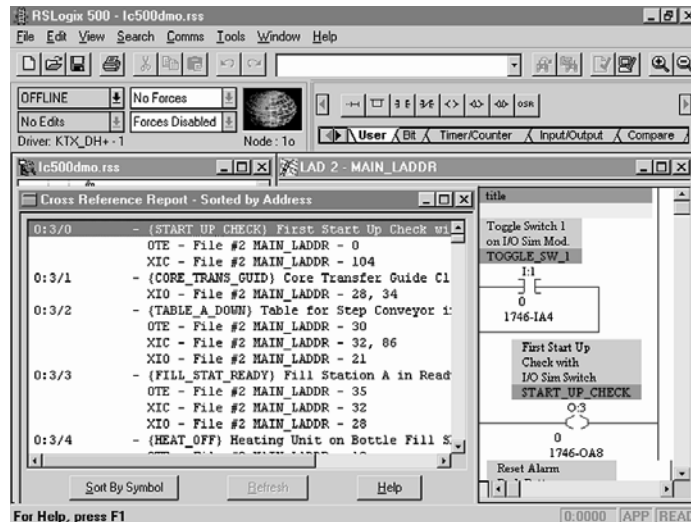 RSLogix 500 - lc500dmo.rss
File Edit View Search Comms Tools Window Help
OFFLINE No Forces
No Edits Forces Disabled
Driver: KTX_DH+ - 1 Node : 1o
OSR
User Bit Timer/Counter Input/Output Compare
lc500dmo.rss
LAD 2 - MAIN_LADDR
Cross Reference Report - Sorted by Address
O:3/0 - {START_UP_CHECK} First Start Up Check wi
OTE - File #2 MAIN_LADDR - 0
XIC - File #2 MAIN_LADDR - 104
O:3/1 - {CORE_TRANS_GUID} Core Transfer Guide Cl
XIO - File #2 MAIN_LADDR - 28, 34
O:3/2 - {TABLE_A_DOWN} Table for Step Conveyor i
OTE - File #2 MAIN_LADDR - 30
XIC - File #2 MAIN_LADDR - 32, 86
XIO - File #2 MAIN_LADDR - 21
O:3/3 - {FILL_STAT_READY} Fill Station A in Read
OTE - File #2 MAIN_LADDR - 35
XIC - File #2 MAIN_LADDR - 32
XIO - File #2 MAIN_LADDR - 28
O:3/4 - {HEAT_OFF} Heating Unit on Bottle Fill
Sort By Symbol Refresh Help
title
Toggle Switch 1
on I/O Sim Mod.
TOGGLE_SW_1
I:1
0
1746-IA4
First Start Up
Check with
I/O Sim Switch
START_UP_CHECK
O:3
0
1746-OA8
Reset Alarm
For Help, press F1
0:0000 APP READ